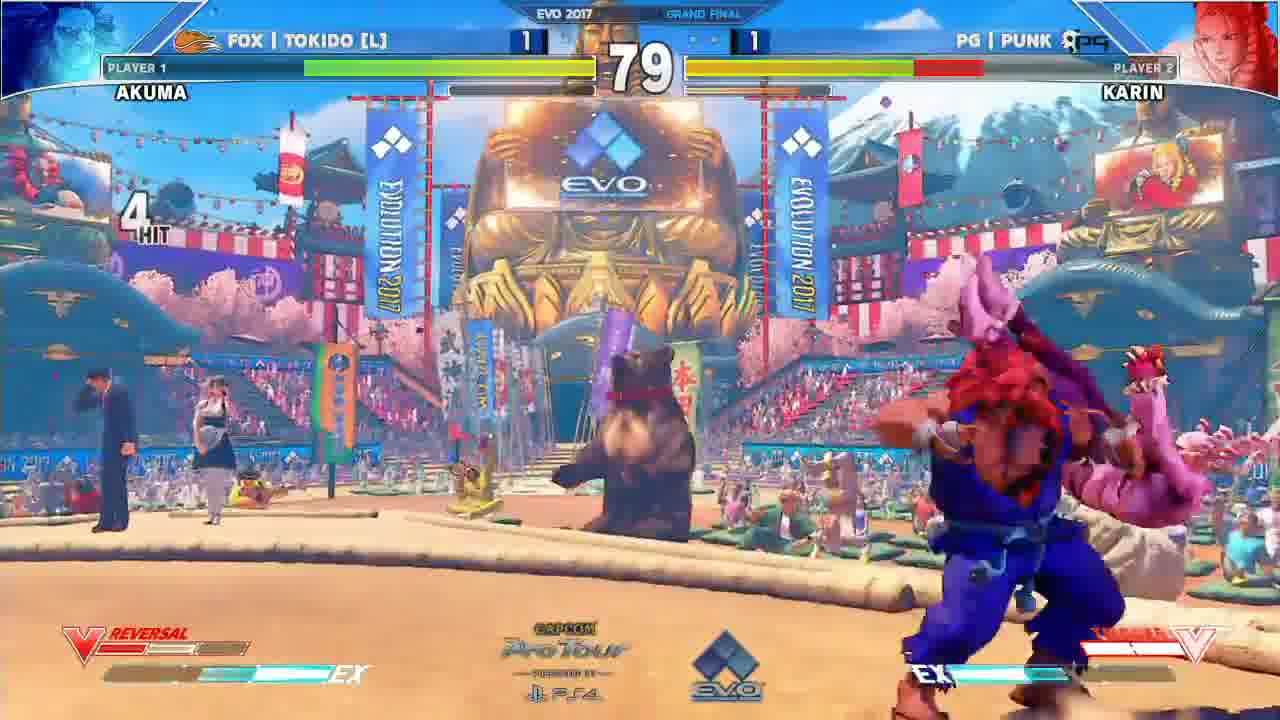 EVO 2017 GRAND FINAL
FOX | TOKIDO [L] 1 79 1 PG | PUNK
PLAYER 1 PLAYER 2
AKUMA KARIN
EVO
4
HIT
EVOLUTION 2017
EVOLUTION 2017
REVERSAL
EX
CAPCOM
Pro Tour
PS4
EVO
EX